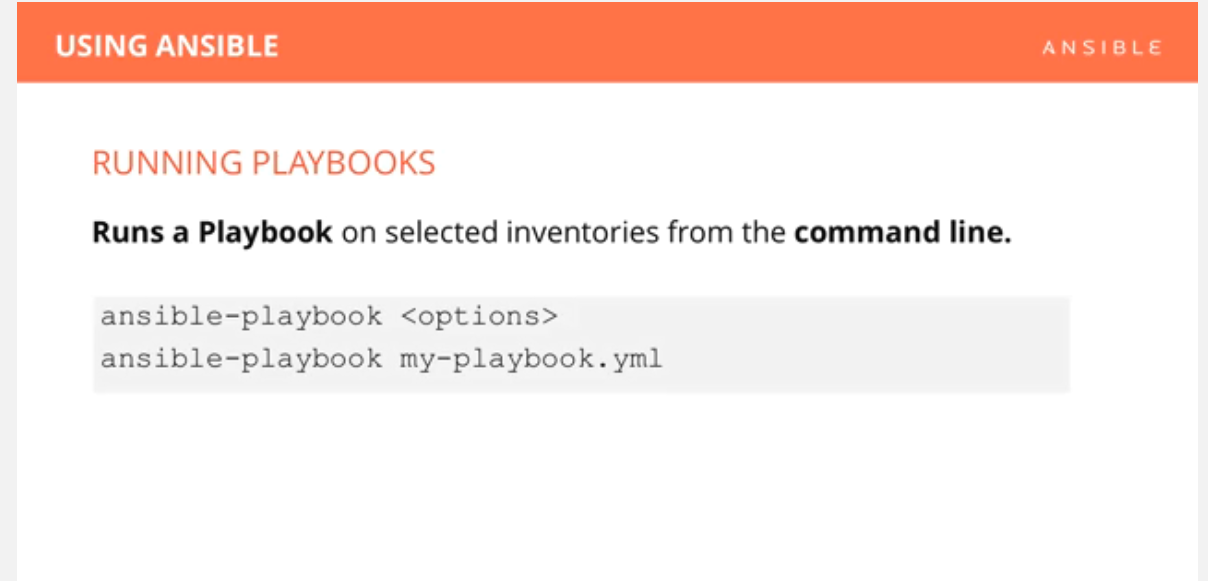 USING ANSIBLE
ANSIBLE
RUNNING PLAYBOOKS
Runs a Playbook on selected inventories from the command line.
ansible-playbook <options>
ansible-playbook my-playbook.yml